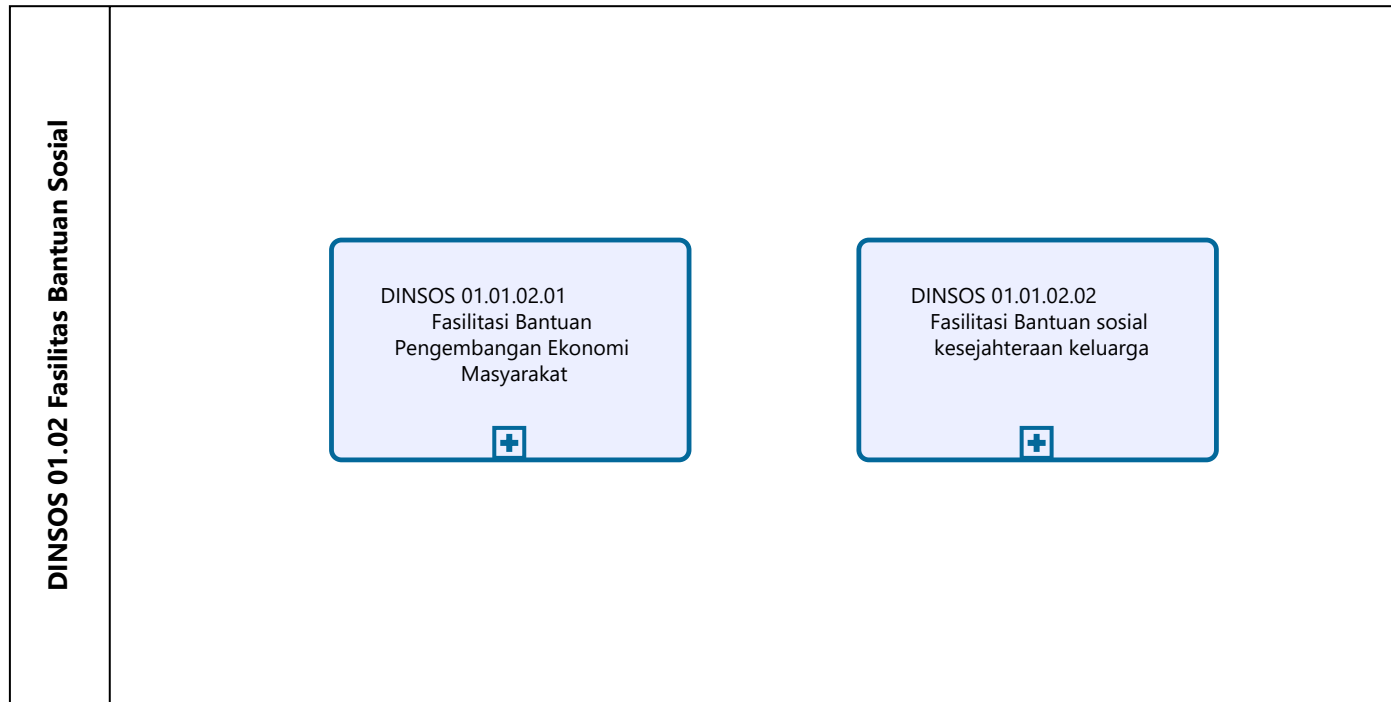 DINSOS 01.02 Fasilitas Bantuan Sosial
DINSOS 01.01.02.01
Fasilitasi Bantuan
Pengembangan Ekonomi
Masyarakat
DINSOS 01.01.02.02
Fasilitasi Bantuan sosial
kesejahteraan keluarga